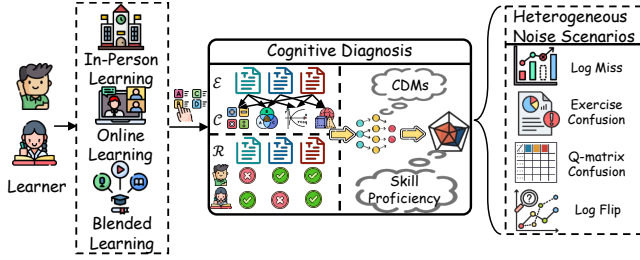 In-Person
Learning
Online
Learning
Blended
Learning
Learner
A
C
B
D
Cognitive Diagnosis
ℰ
𝒞
ℛ
CDMs
Skill
Proficiency
Heterogeneous
Noise Scenarios
Log Miss
Exercise
Confusion
Q-matrix
Confusion
Log Flip